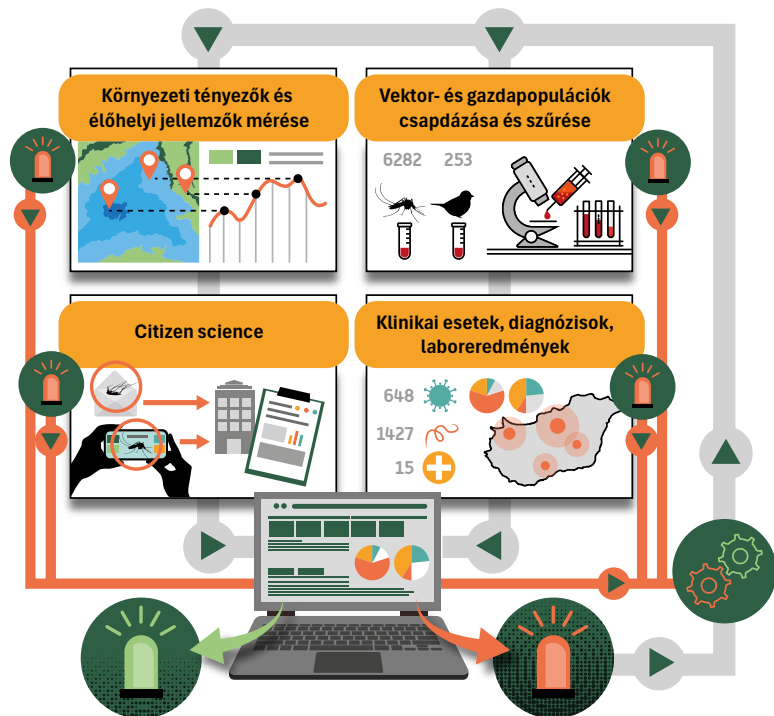 Környezeti tényezők és
élőhelyi jellemzők mérése
Vektor- és gazdapopulációk
csapdázása és szűrése
6282 253
Citizen science
Klinikai esetek, diagnózisok,
laboreredmények
648
1427
15